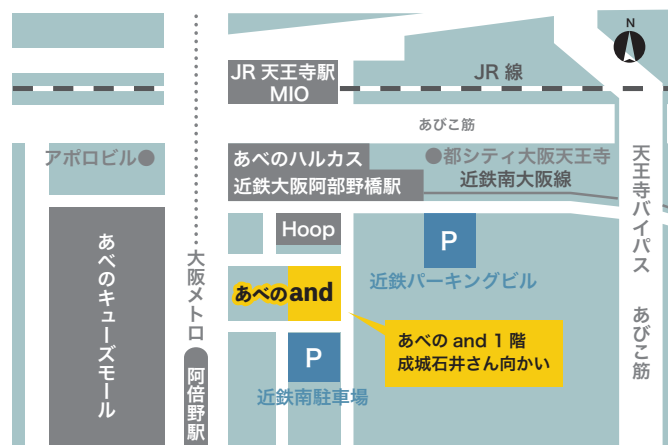 N
JR 天王寺駅
MIO
JR 線
あびこ筋
アポロビル
あべのハルカス
近鉄大阪阿部野橋駅
都シティ大阪天王寺
近鉄南大阪線
天王寺バイパス
あびこ筋
Hoop
P
近鉄パーキングビル
あべのキューズモール
大阪メトロ
阿倍野駅
あべのand
あべの and 1 階
成城石井さん向かい
P
近鉄南駐車場